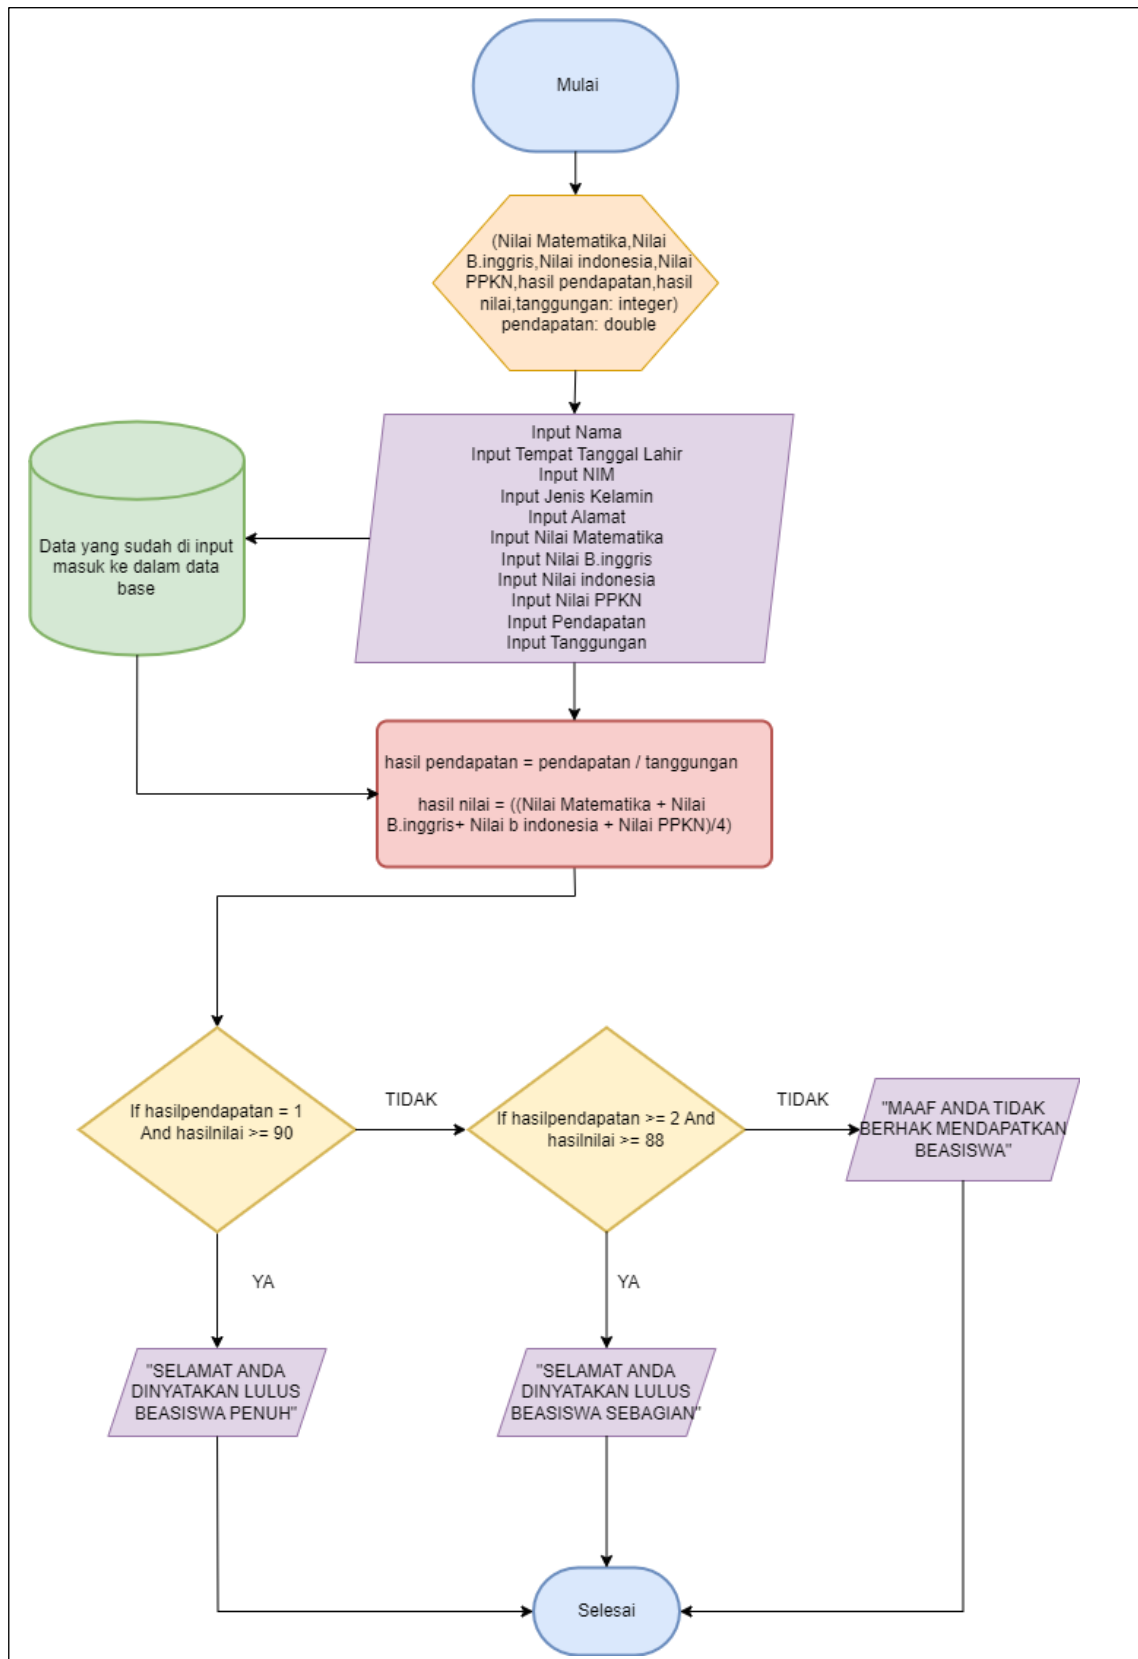 Mulai
(Nilai Matematika,Nilai
B.inggris,Nilai indonesia,Nilai
PPKN,hasil pendapatan,hasil
nilai,tanggungan: integer)
pendapatan: double
Input Nama
Input Tempat Tanggal Lahir
Input NIM
Input Jenis Kelamin
Input Alamat
Input Nilai Matematika
Input Nilai B.inggris
Input Nilai indonesia
Input Nilai PPKN
Input Pendapatan
Input Tanggungan
Data yang sudah di input
masuk ke dalam data
base
hasil pendapatan = pendapatan / tanggungan
hasil nilai = ((Nilai Matematika + Nilai
B.inggris+ Nilai b indonesia + Nilai PPKN)/4)
If hasilpendapatan = 1
And hasilnilai >= 90
TIDAK
If hasilpendapatan >= 2 And
hasilnilai >= 88
TIDAK
"MAAF ANDA TIDAK
BERHAK MENDAPATKAN
BEASISWA"
YA
YA
"SELAMAT ANDA
DINYATAKAN LULUS
BEASISWA PENUH"
"SELAMAT ANDA
DINYATAKAN LULUS
BEASISWA SEBAGIAN"
Selesai